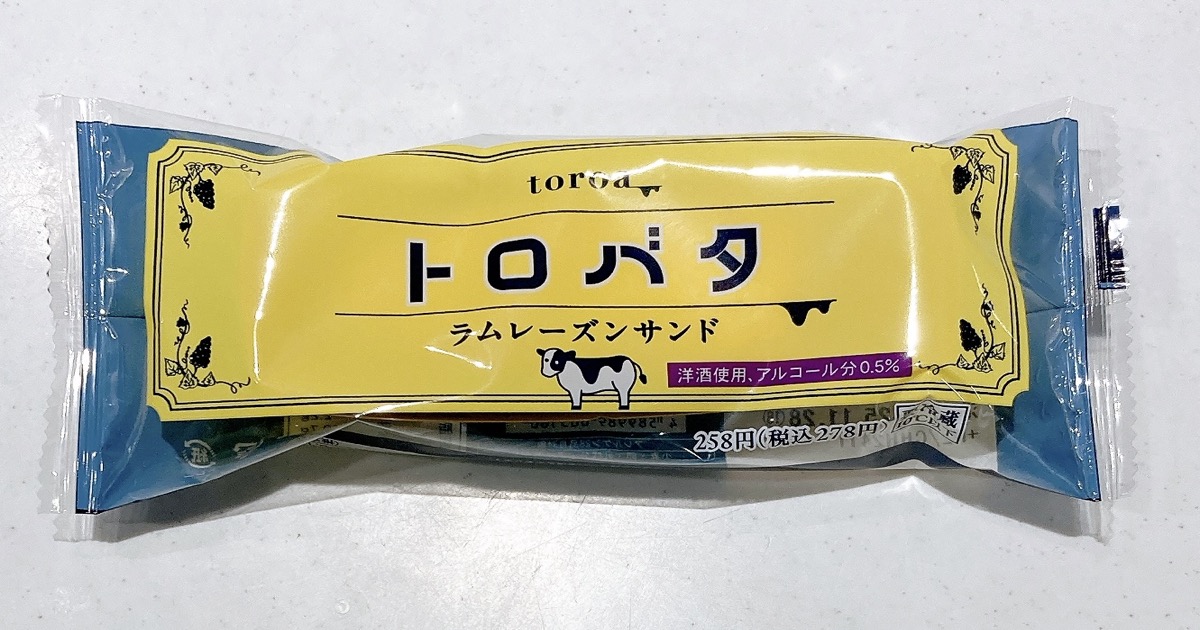 toroa
トロバタ
ラムレーズンサンド
洋酒使用、アルコール分0.5%
258円(税込278円)